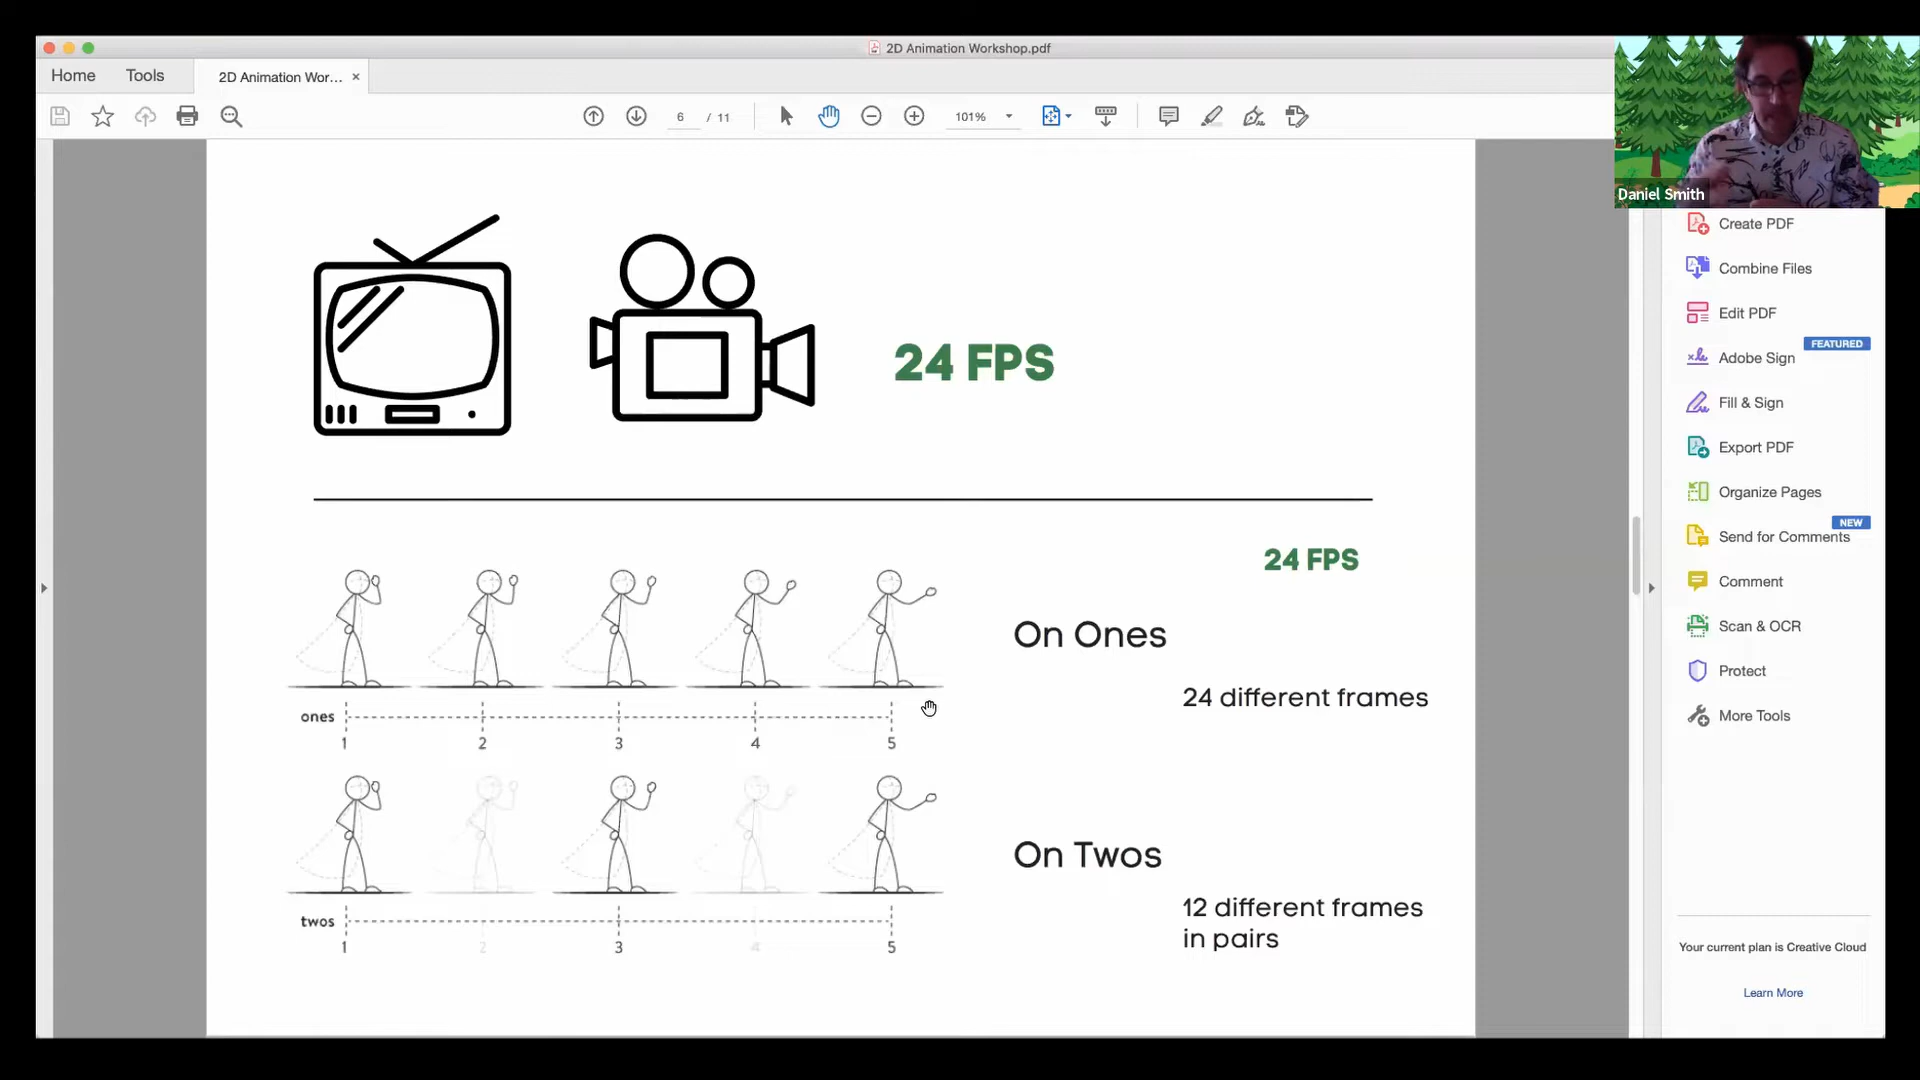 2D Animation Workshop.pdf
Home
Tools
2D Animation Wor... ×
6 / 11
101%
Daniel Smith
Create PDF
Combine Files
Edit PDF
FEATURED
Adobe Sign
Fill & Sign
Export PDF
Organize Pages
NEW
Send for Comments
Comment
Scan & OCR
Protect
More Tools
Your current plan is Creative Cloud
Learn More
24 FPS
24 FPS
On Ones
24 different frames
ones
1 2 3 4 5
On Twos
12 different frames
in pairs
twos
1 2 3 4 5